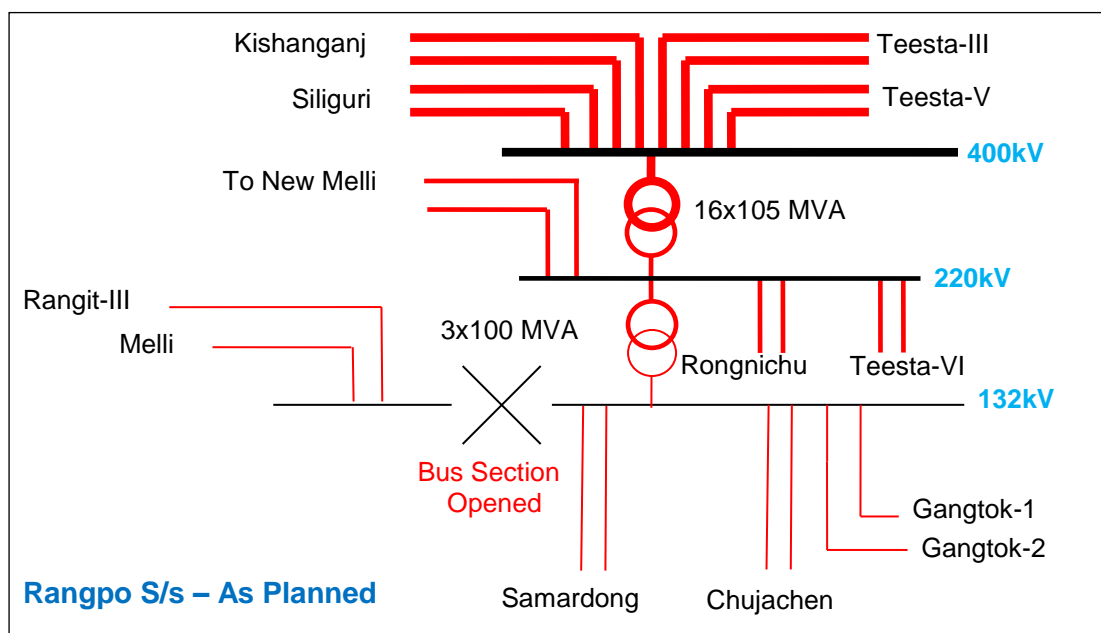 Kishanganj
Teesta-III
Siliguri
Teesta-V
400kV
To New Melli
16x105 MVA
220kV
Rangit-III
3x100 MVA
Melli
Rongnichu
Teesta-VI
132kV
Bus Section
Opened
Gangtok-1
Gangtok-2
Rangpo S/s – As Planned
Samardong
Chujachen